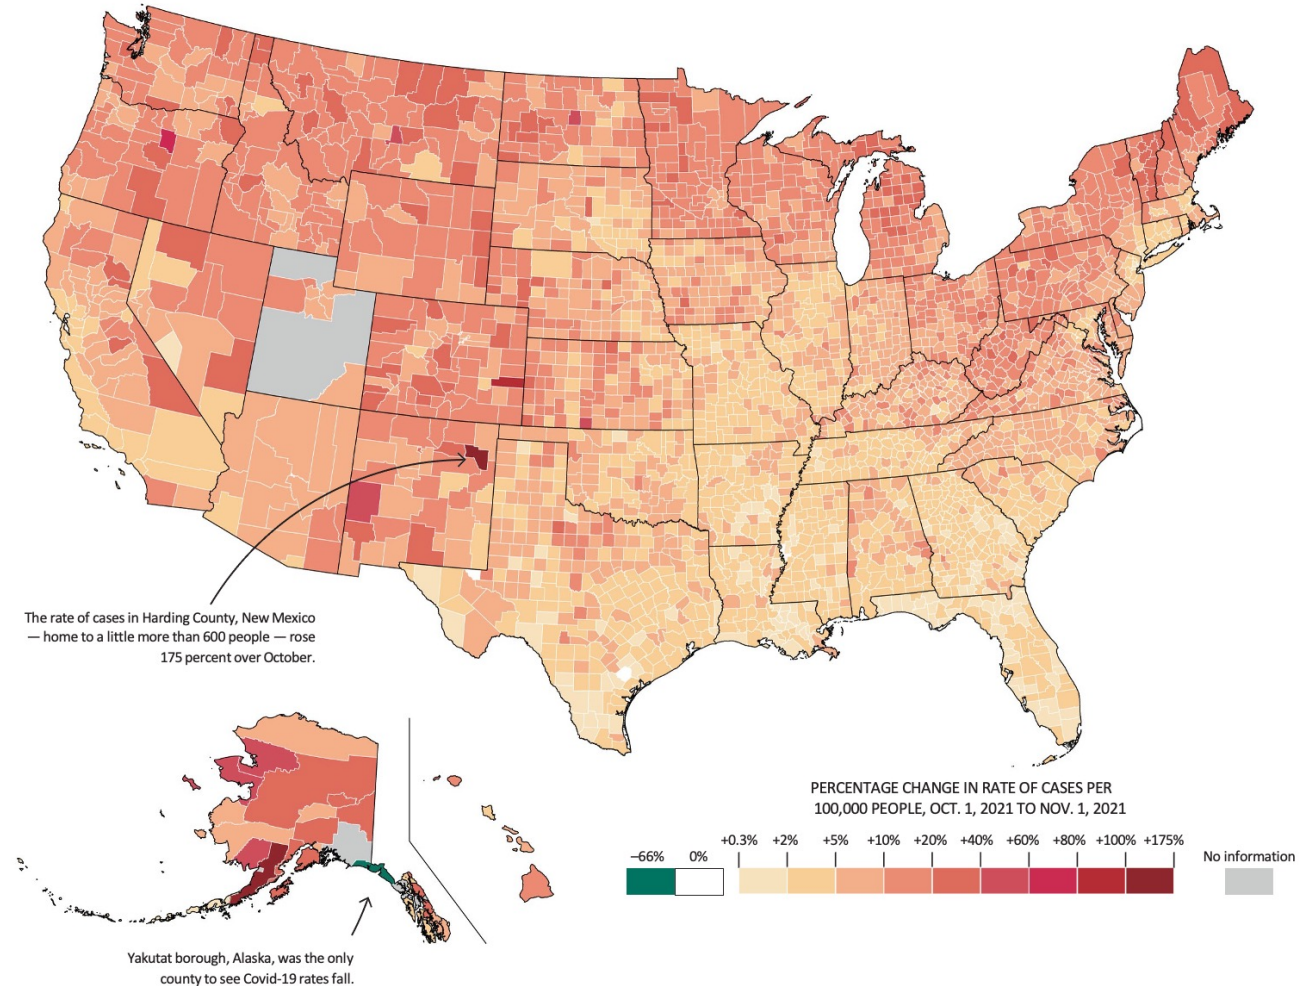 The rate of cases in Harding County, New Mexico
— home to a little more than 600 people — rose
175 percent over October.
PERCENTAGE CHANGE IN RATE OF CASES PER
100,000 PEOPLE, OCT. 1, 2021 TO NOV. 1, 2021
−66% 0% +0.3% +2% +5% +10% +20% +40% +60% +80% +100% +175% No information
Yakutat borough, Alaska, was the only
county to see Covid-19 rates fall.